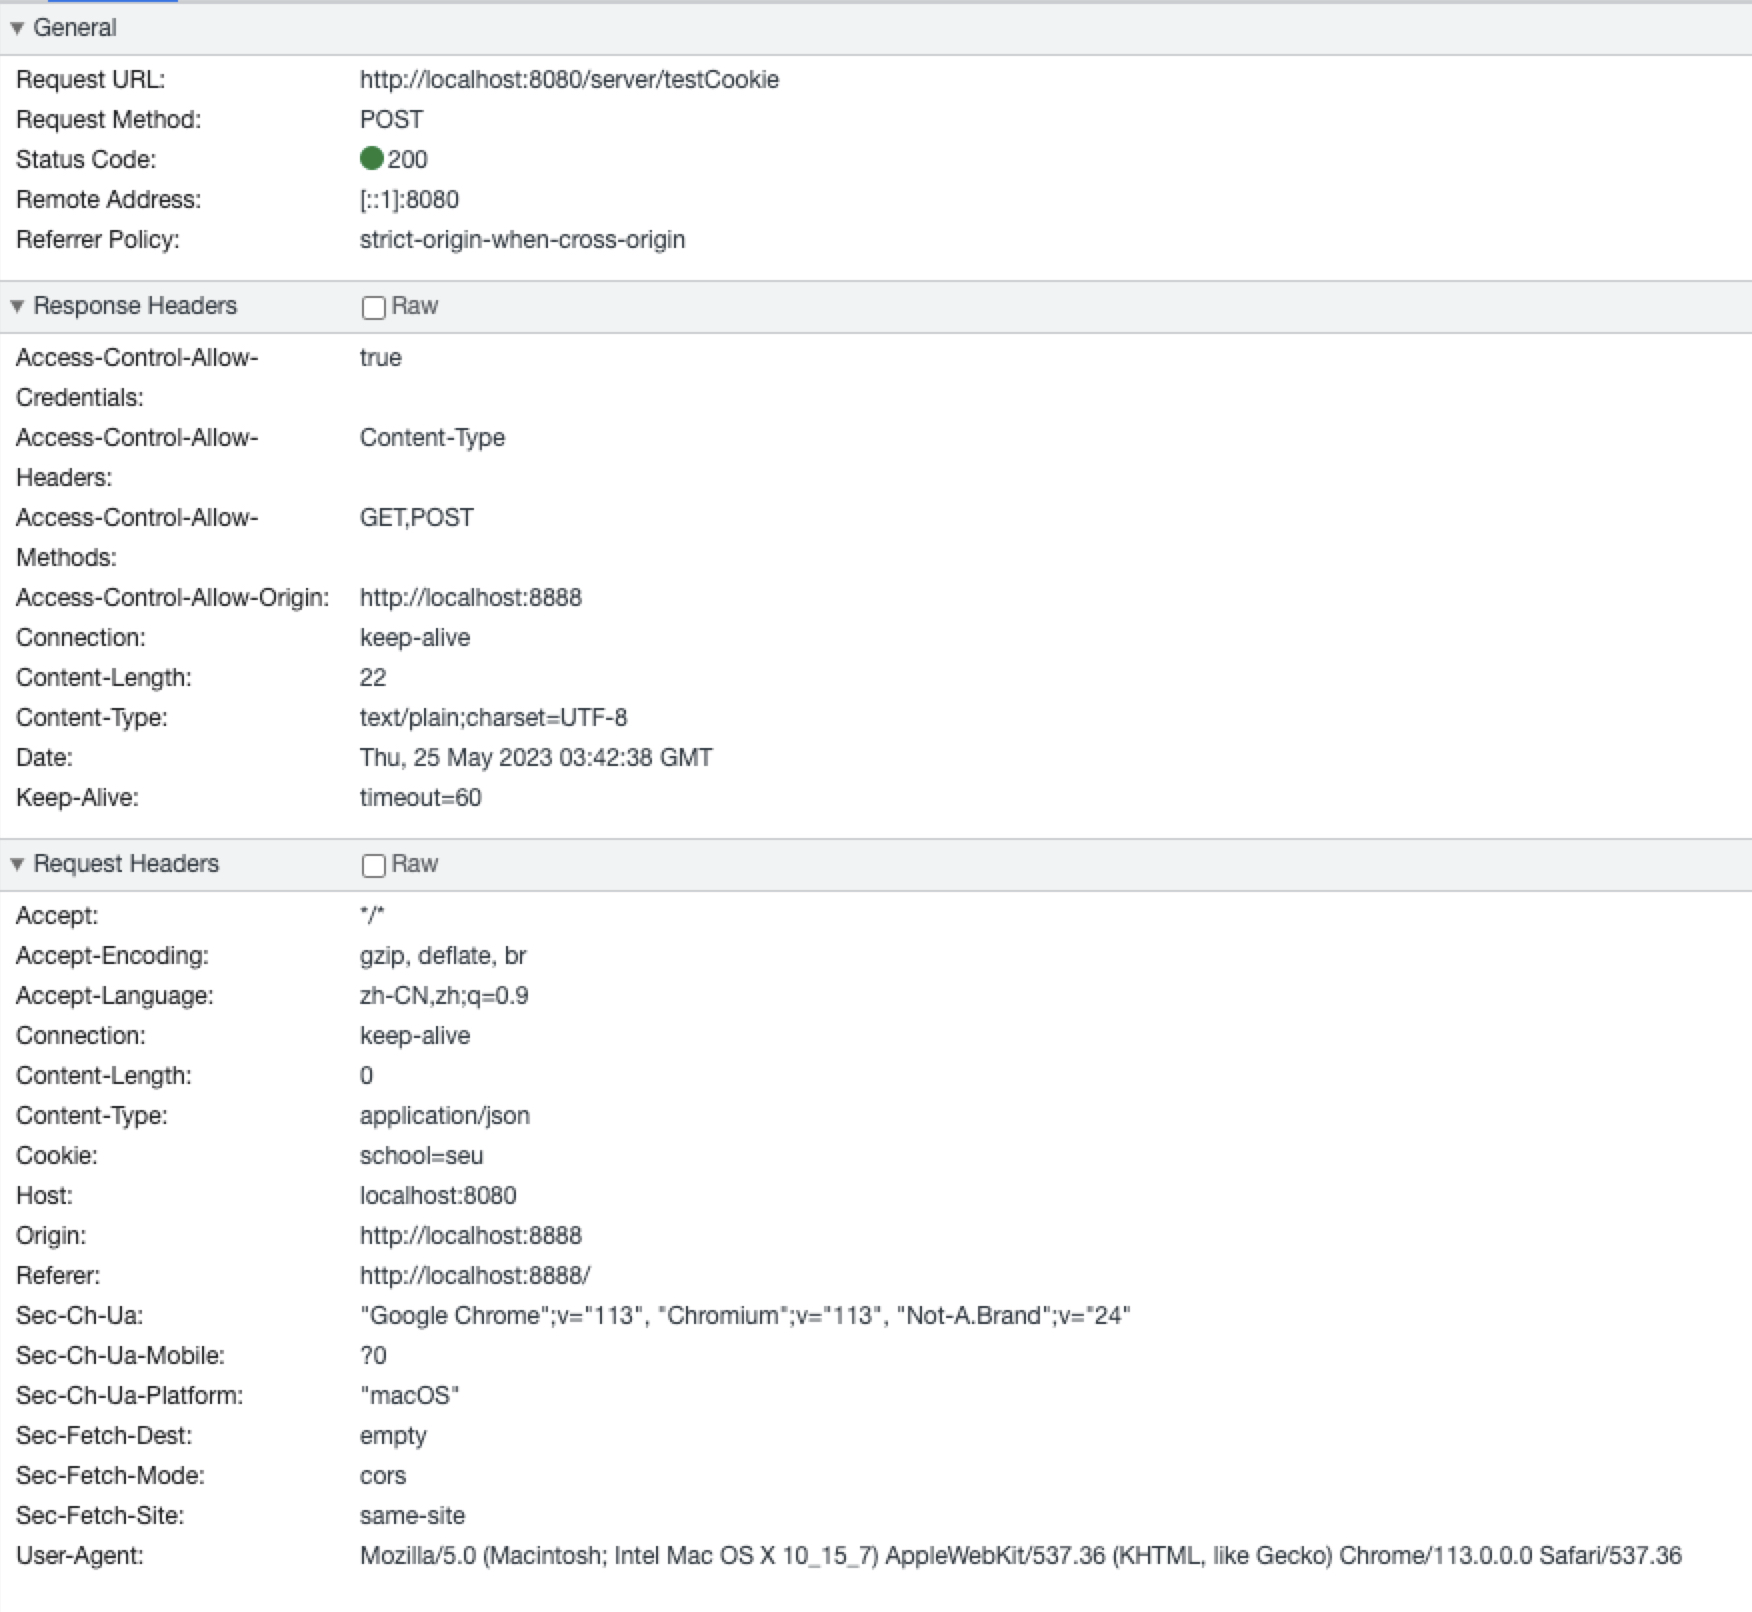 General
Request URL: http://localhost:8080/server/testCookie
Request Method: POST
Status Code: 200
Remote Address: [::1]:8080
Referrer Policy: strict-origin-when-cross-origin
Response Headers Raw
Access-Control-Allow- true
Credentials:
Access-Control-Allow- Content-Type
Headers:
Access-Control-Allow- GET,POST
Methods:
Access-Control-Allow-Origin: http://localhost:8888
Connection: keep-alive
Content-Length: 22
Content-Type: text/plain;charset=UTF-8
Date: Thu, 25 May 2023 03:42:38 GMT
Keep-Alive: timeout=60
Request Headers Raw
Accept: */*
Accept-Encoding: gzip, deflate, br
Accept-Language: zh-CN,zh;q=0.9
Connection: keep-alive
Content-Length: 0
Content-Type: application/json
Cookie: school=seu
Host: localhost:8080
Origin: http://localhost:8888
Referer: http://localhost:8888/
Sec-Ch-Ua: "Google Chrome";v="113", "Chromium";v="113", "Not-A.Brand";v="24"
Sec-Ch-Ua-Mobile: ?0
Sec-Ch-Ua-Platform: "macOS"
Sec-Fetch-Dest: empty
Sec-Fetch-Mode: cors
Sec-Fetch-Site: same-site
User-Agent: Mozilla/5.0 (Macintosh; Intel Mac OS X 10_15_7) AppleWebKit/537.36 (KHTML, like Gecko) Chrome/113.0.0.0 Safari/537.36